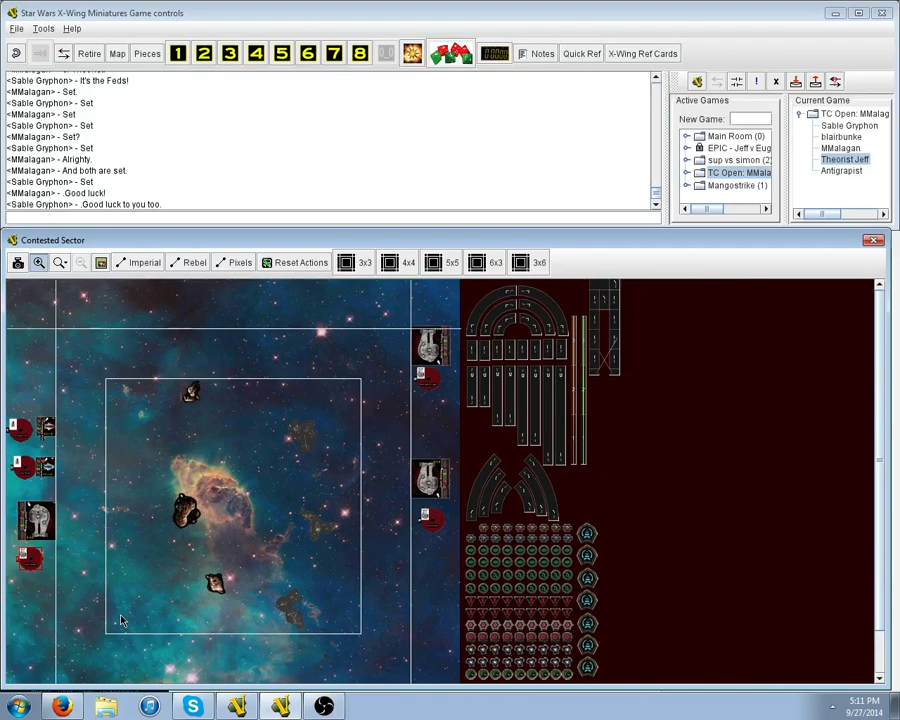 Star Wars X-Wing Miniatures Game controls
File Tools Help
Retire Map Pieces 1 2 3 4 5 6 7 8 Notes Quick Ref X-Wing Ref Cards
<Sable Gryphon> - It's the Feds!
<MMalagan> - Set.
<Sable Gryphon> - Set
<MMalagan> - Set
<Sable Gryphon> - Set
<MMalagan> - Set?
<Sable Gryphon> - Set
<MMalagan> - Alrighty.
<MMalagan> - And both are set.
<Sable Gryphon> - Set
<MMalagan> - .Good luck!
<Sable Gryphon> - .Good luck to you too.
Active Games
New Game:
Main Room (0)
EPIC - Jeff v Eug
sup vs simon (2)
TC Open: MMala
Mangostrike (1)
Current Game
TC Open: MMalag
Sable Gryphon
blairbunke
MMalagan
Theorist Jeff
Antigrapist
Contested Sector
Imperial Rebel Pixels Reset Actions 3x3 4x4 5x5 6x3 3x6
5:11 PM
9/27/2014